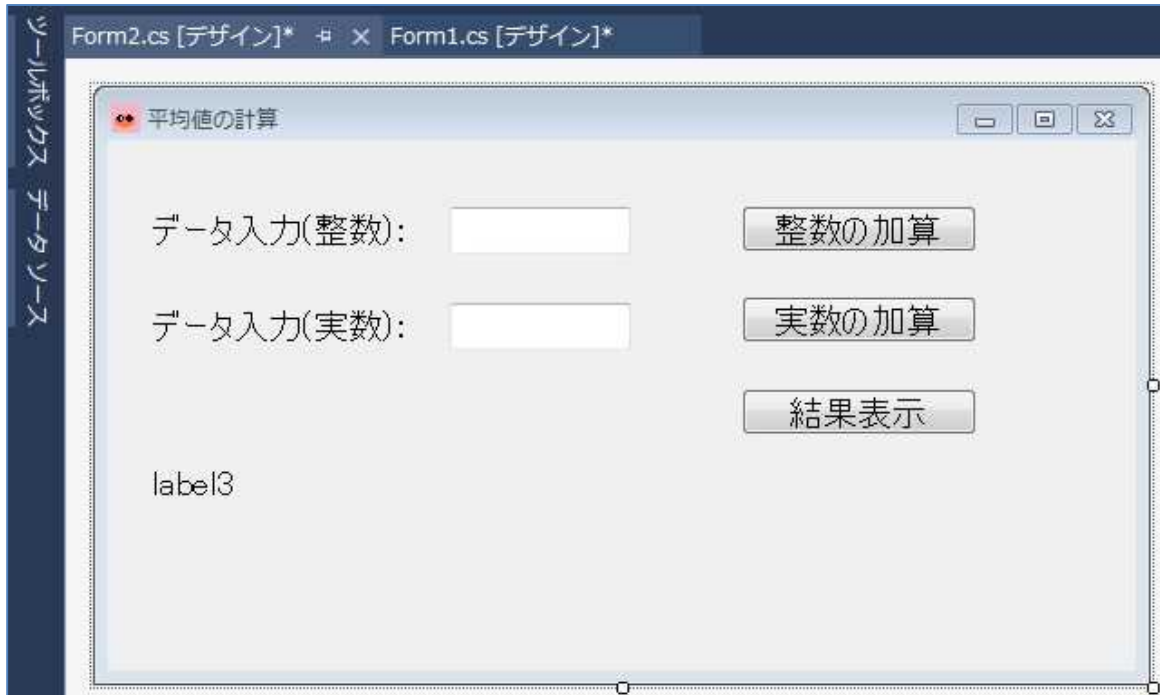 ツールボックス
データ ソース
Form2.cs [デザイン]*
Form1.cs [デザイン]*
平均値の計算
データ入力(整数):
整数の加算
データ入力(実数):
実数の加算
結果表示
label3